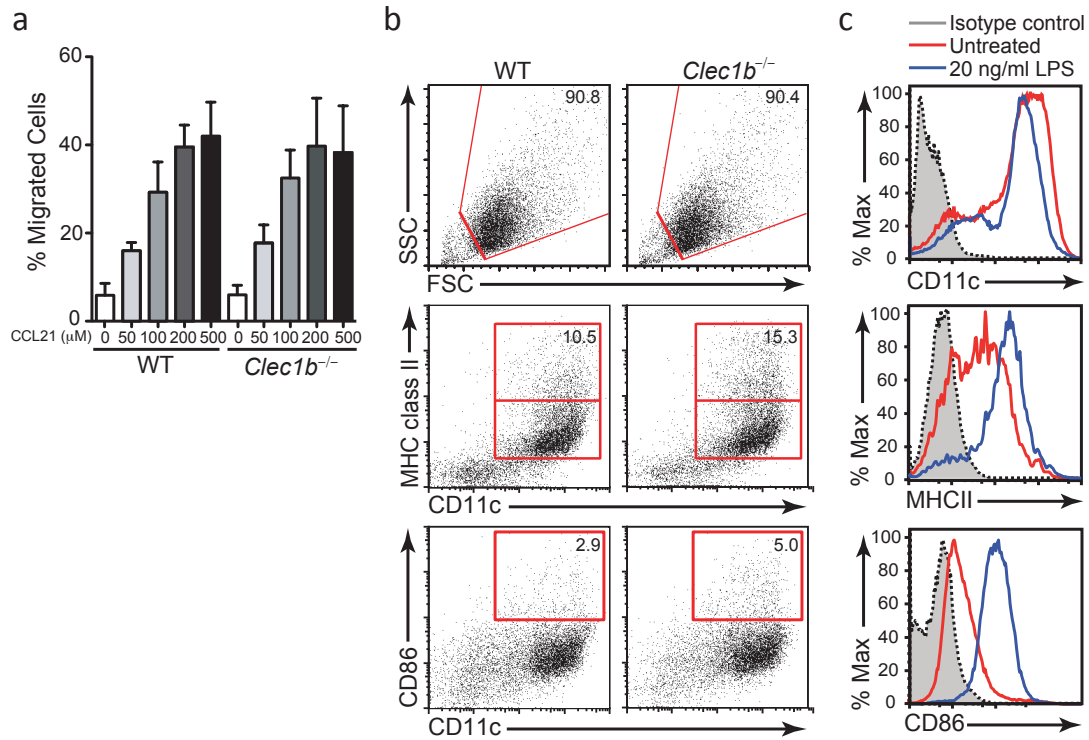 a
60
40
20
0
% Migrated Cells
CCL21 (μM)
0 50 100 200 500 0 50 100 200 500
WT Clec1b–/–
b
WT Clec1b–/–
90.8 90.4
SSC
FSC
10.5 15.3
MHC class II
CD11c CD11c
2.9 5.0
CD86
CD11c CD11c
c
Isotype control
Untreated
20 ng/ml LPS
100
80
60
40
20
0
% Max
CD11c
100
80
60
40
20
0
% Max
MHCII
100
80
60
40
20
0
% Max
CD86